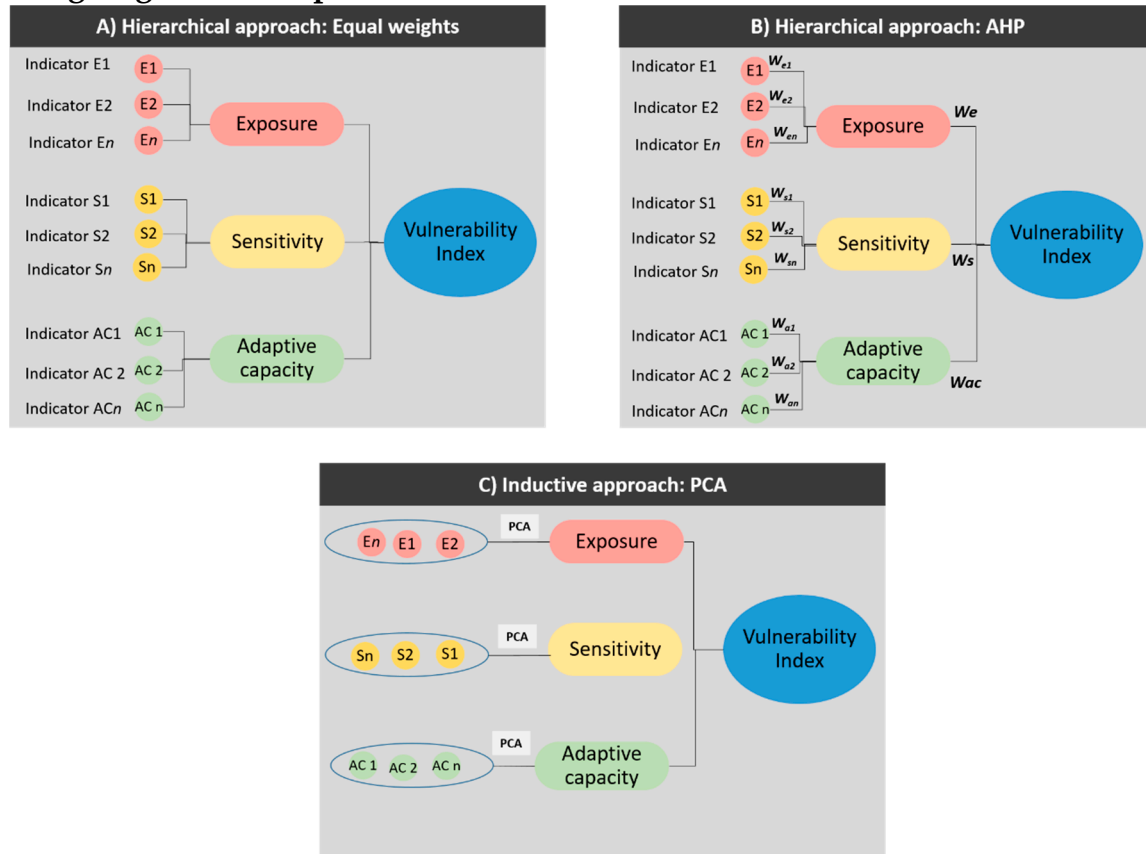 A) Hierarchical approach: Equal weights
Indicator E1
E1
Indicator E2
E2
Indicator En
En
Exposure
Indicator S1
S1
Indicator S2
S2
Indicator Sn
Sn
Sensitivity
Indicator AC1
AC 1
Indicator AC 2
AC 2
Indicator ACn
AC n
Adaptive
capacity
Vulnerability
Index
B) Hierarchical approach: AHP
Indicator E1
E1
We1
Indicator E2
E2
We2
Indicator En
En
Wen
Exposure
We
Indicator S1
S1
Ws1
Indicator S2
S2
Ws2
Indicator Sn
Sn
Wsn
Sensitivity
Ws
Indicator AC1
AC 1
Wa1
Indicator AC 2
AC 2
Wa2
Indicator ACn
AC n
Wan
Adaptive
capacity
Wac
Vulnerability
Index
C) Inductive approach: PCA
En E1 E2
PCA
Exposure
Sn S2 S1
PCA
Sensitivity
AC 1 AC 2 AC n
PCA
Adaptive
capacity
Vulnerability
Index